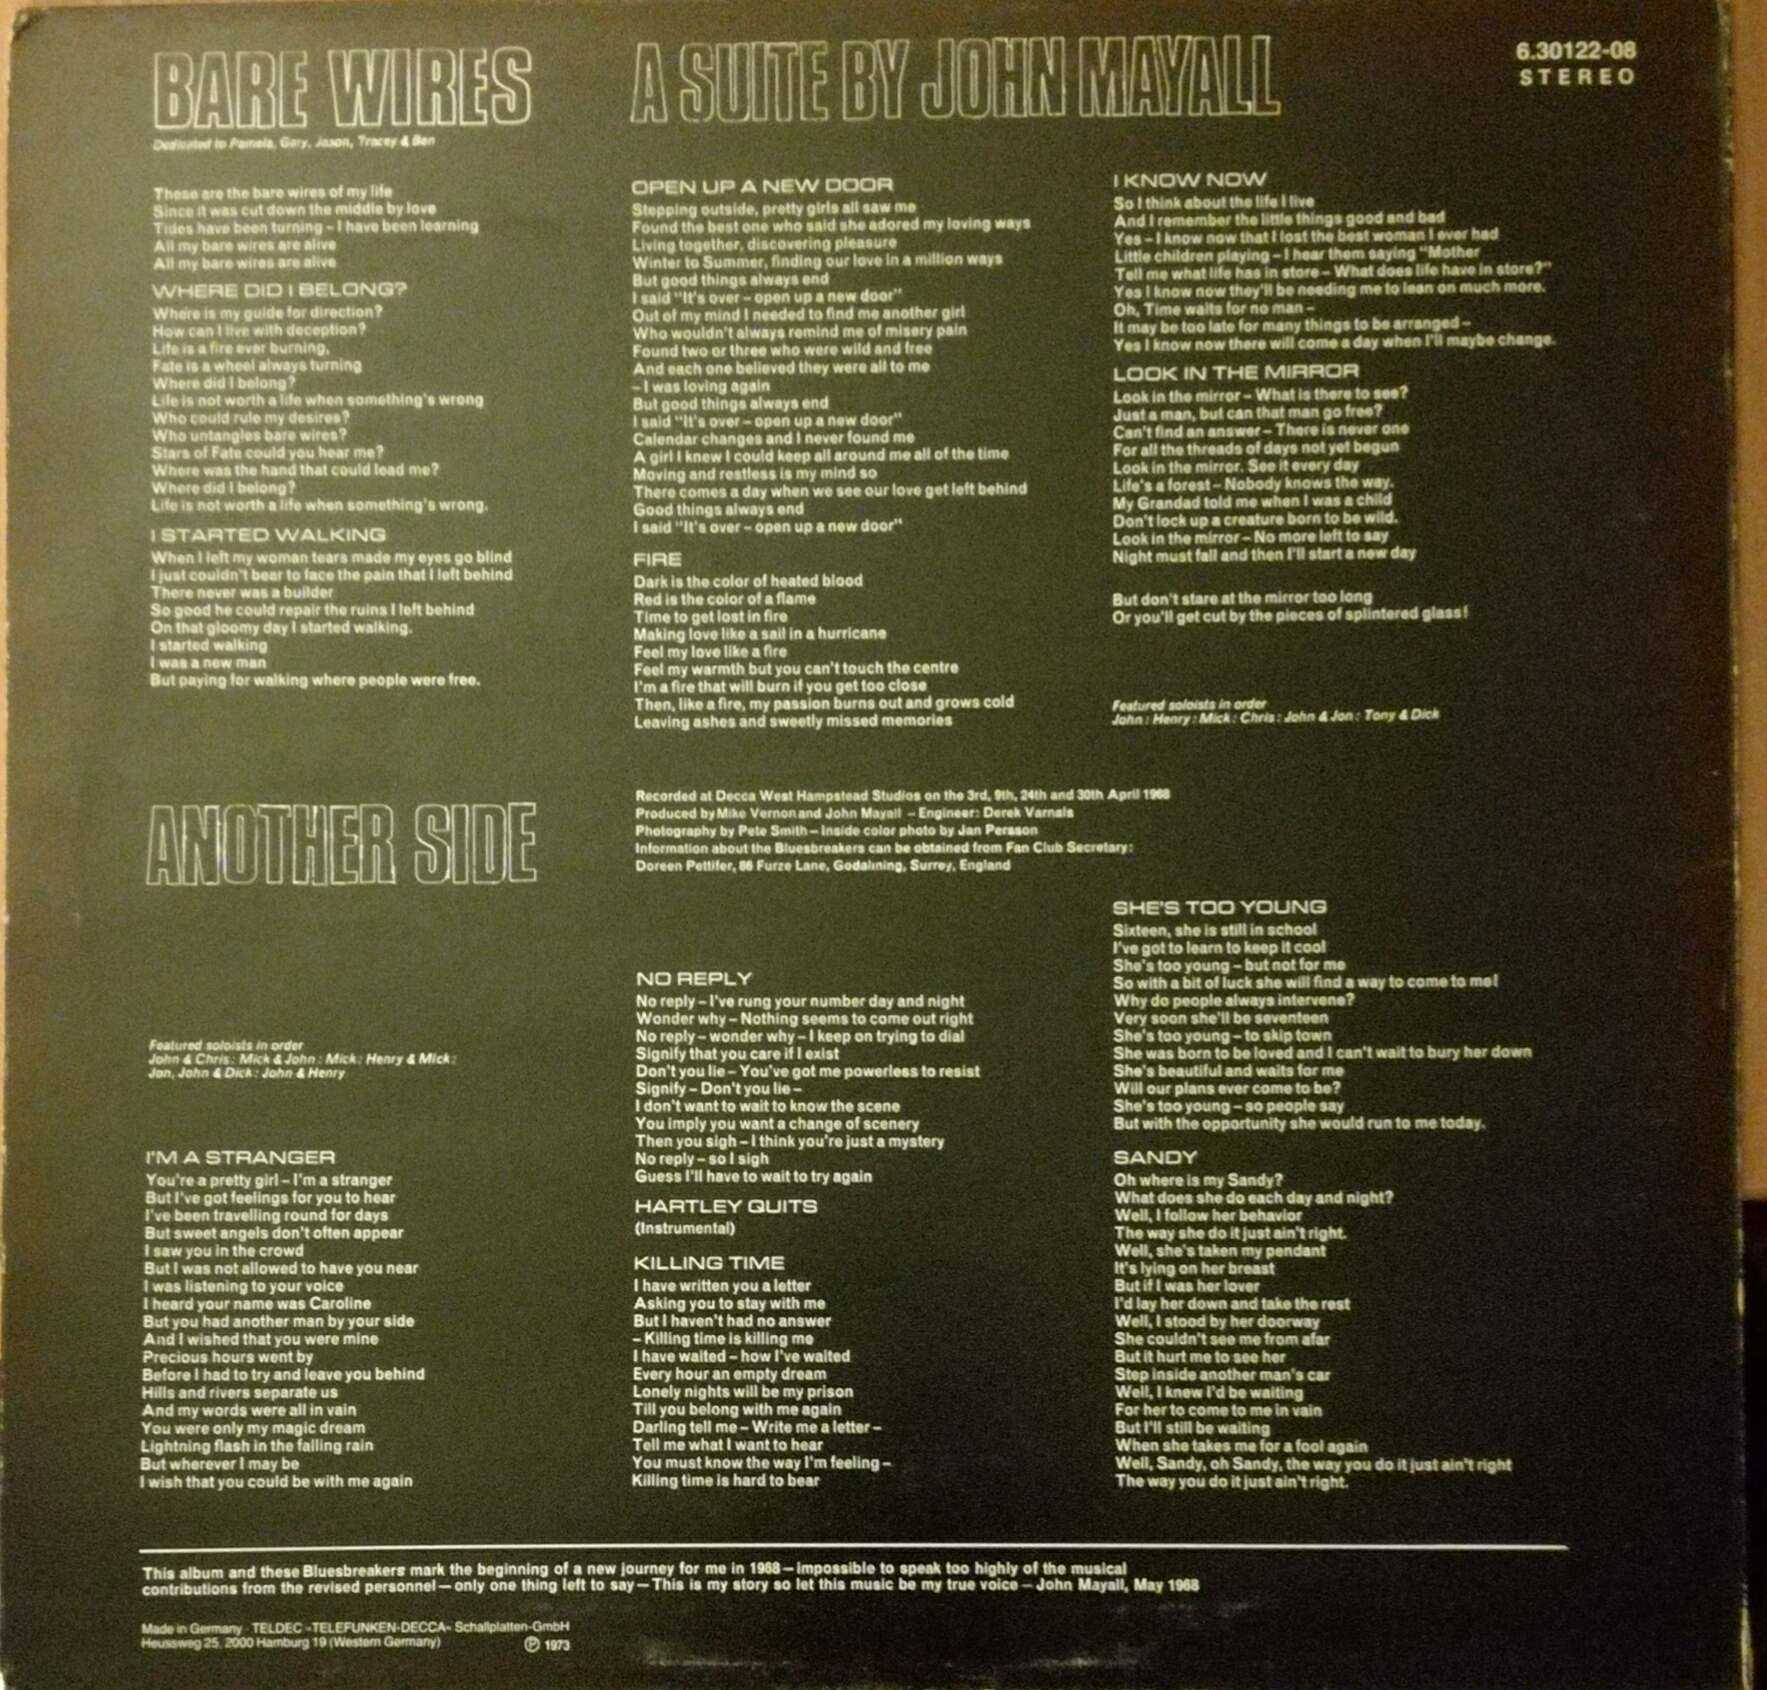 BARE WIRES
A SUITE BY JOHN MAYALL
6.30122-08
STEREO
Dedicated to Pamela, Gary, Jason, Tracey & Ben
These are the bare wires of my life
Since it was cut down the middle by love
Tides have been turning – I have been learning
All my bare wires are alive
All my bare wires are alive
WHERE DID I BELONG?
Where is my guide for direction?
How can I live with deception?
Life is a fire ever burning,
Fate is a wheel always turning
Where did I belong?
Life is not worth a life when something's wrong
Who could rule my desires?
Who untangles bare wires?
Stars of Fate could you hear me?
Where was the hand that could lead me?
Where did I belong?
Life is not worth a life when something's wrong.
I STARTED WALKING
When I left my woman tears made my eyes go blind
I just couldn't bear to face the pain that I left behind
There never was a builder
So good he could repair the ruins I left behind
On that gloomy day I started walking.
I started walking
I was a new man
But paying for walking where people were free.
OPEN UP A NEW DOOR
Stepping outside, pretty girls all saw me
Found the best one who said she adored my loving ways
Living together, discovering pleasure
Winter to Summer, finding our love in a million ways
But good things always end
I said "It's over – open up a new door"
Out of my mind I needed to find me another girl
Who wouldn't always remind me of misery pain
Found two or three who were wild and free
And each one believed they were all to me
– I was loving again
But good things always end
I said "It's over – open up a new door"
Calendar changes and I never found me
A girl I knew I could keep all around me all of the time
Moving and restless is my mind so
There comes a day when we see our love get left behind
Good things always end
I said "It's over – open up a new door"
FIRE
Dark is the color of heated blood
Red is the color of a flame
Time to get lost in fire
Making love like a sail in a hurricane
Feel my love like a fire
Feel my warmth but you can't touch the centre
I'm a fire that will burn if you get too close
Then, like a fire, my passion burns out and grows cold
Leaving ashes and sweetly missed memories
I KNOW NOW
So I think about the life I live
And I remember the little things good and bad
Yes – I know now that I lost the best woman I ever had
Little children playing – I hear them saying "Mother
Tell me what life has in store – What does life have in store?"
Yes I know now they'll be needing me to lean on much more.
Oh, Time waits for no man –
It may be too late for many things to be arranged –
Yes I know now there will come a day when I'll maybe change.
LOOK IN THE MIRROR
Look in the mirror – What is there to see?
Just a man, but can that man go free?
Can't find an answer – There is never one
For all the threads of days not yet begun
Look in the mirror. See it every day
Life's a forest – Nobody knows the way.
My Grandad told me when I was a child
Don't lock up a creature born to be wild.
Look in the mirror – No more left to say
Night must fall and then I'll start a new day
But don't stare at the mirror too long
Or you'll get cut by the pieces of splintered glass!
Featured soloists in order
John : Henry : Mick : Chris : John & Jon : Tony & Dick
ANOTHER SIDE
Recorded at Decca West Hampstead Studios on the 3rd, 9th, 24th and 30th April 1968
Produced by Mike Vernon and John Mayall – Engineer: Derek Varnals
Photography by Pete Smith – Inside color photo by Jan Persson
Information about the Bluesbreakers can be obtained from Fan Club Secretary:
Doreen Pettifer, 86 Furze Lane, Godalming, Surrey, England
Featured soloists in order
John & Chris : Mick & John : Mick : Henry & Mick :
Jon, John & Dick : John & Henry
I'M A STRANGER
You're a pretty girl – I'm a stranger
But I've got feelings for you to hear
I've been travelling round for days
But sweet angels don't often appear
I saw you in the crowd
But I was not allowed to have you near
I was listening to your voice
I heard your name was Caroline
But you had another man by your side
And I wished that you were mine
Precious hours went by
Before I had to try and leave you behind
Hills and rivers separate us
And my words were all in vain
You were only my magic dream
Lightning flash in the falling rain
But wherever I may be
I wish that you could be with me again
NO REPLY
No reply – I've rung your number day and night
Wonder why – Nothing seems to come out right
No reply – wonder why – I keep on trying to dial
Signify that you care if I exist
Don't you lie – You've got me powerless to resist
Signify – Don't you lie –
I don't want to wait to know the scene
You imply you want a change of scenery
Then you sigh – I think you're just a mystery
No reply – so I sigh
Guess I'll have to wait to try again
HARTLEY QUITS
(Instrumental)
KILLING TIME
I have written you a letter
Asking you to stay with me
But I haven't had no answer
– Killing time is killing me
I have waited – how I've waited
Every hour an empty dream
Lonely nights will be my prison
Till you belong with me again
Darling tell me – Write me a letter –
Tell me what I want to hear
You must know the way I'm feeling –
Killing time is hard to bear
SHE'S TOO YOUNG
Sixteen, she is still in school
I've got to learn to keep it cool
She's too young – but not for me
So with a bit of luck she will find a way to come to me!
Why do people always intervene?
Very soon she'll be seventeen
She's too young – to skip town
She was born to be loved and I can't wait to bury her down
She's beautiful and waits for me
Will our plans ever come to be?
She's too young – so people say
But with the opportunity she would run to me today.
SANDY
Oh where is my Sandy?
What does she do each day and night?
Well, I follow her behavior
The way she do it just ain't right.
Well, she's taken my pendant
It's lying on her breast
But if I was her lover
I'd lay her down and take the rest
Well, I stood by her doorway
She couldn't see me from afar
But it hurt me to see her
Step inside another man's car
Well, I knew I'd be waiting
For her to come to me in vain
But I'll still be waiting
When she takes me for a fool again
Well, Sandy, oh Sandy, the way you do it just ain't right
The way you do it just ain't right.
This album and these Bluesbreakers mark the beginning of a new journey for me in 1968 – impossible to speak too highly of the musical
contributions from the revised personnel – only one thing left to say – This is my story so let this music be my true voice – John Mayall, May 1968
Made in Germany · TELDEC »TELEFUNKEN-DECCA« Schallplatten-GmbH
Heussweg 25, 2000 Hamburg 19 (Western Germany) ℗ 1973